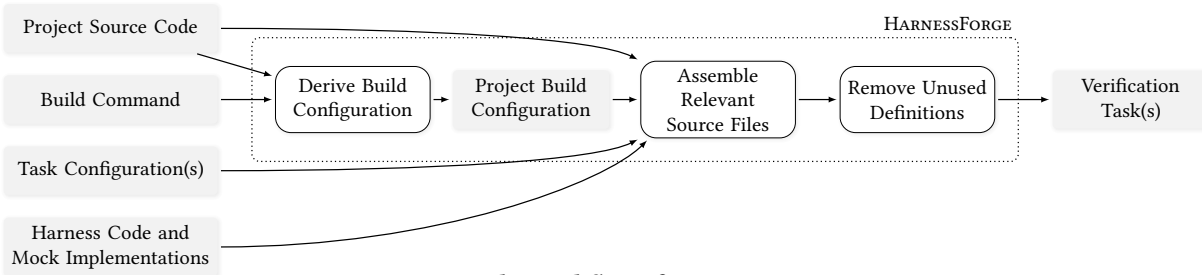 Project Source Code
HARNESSFORGE
Build Command
Derive Build
Configuration
Project Build
Configuration
Assemble
Relevant
Source Files
Remove Unused
Definitions
Verification
Task(s)
Task Configuration(s)
Harness Code and
Mock Implementations